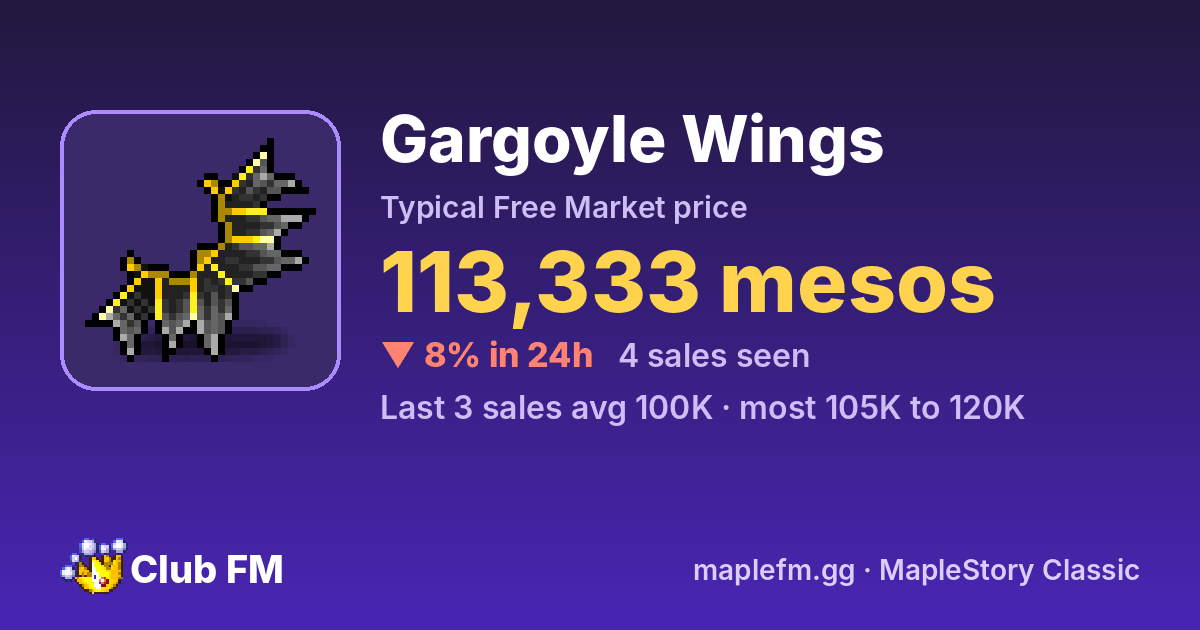 Gargoyle Wings
Typical Free Market price
113,333 mesos
▼ 8% in 24h 4 sales seen
Last 3 sales avg 100K · most 105K to 120K
Club FM
maplefm.gg · MapleStory Classic